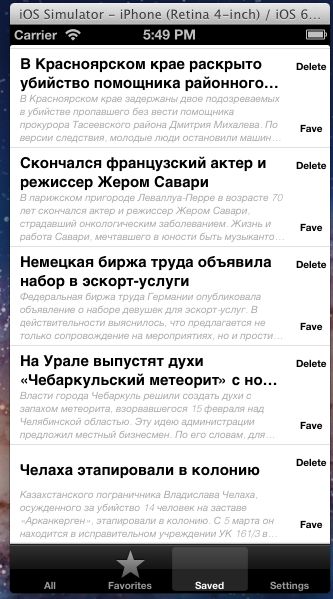 iOS Simulator – iPhone (Retina 4-inch) / iOS 6...
Carrier 5:49 PM
В Красноярском крае раскрыто Delete
убийство помощника районного…
В Красноярском крае задержаны двое подозреваемых
в убийстве пропавшего без вести помощника
прокурора Тасеевского района Дмитрия Михалева. По Fave
версии следствия, молодые люди остановили машин…
Скончался французский актер и Delete
режиссер Жером Савари
В парижском пригороде Леваллуа-Перре в возрасте 70
лет скончался актер и режиссер Жером Савари,
страдавший онкологическим заболеванием. Жизнь и Fave
работа Савари, мечтавшего в юности быть музыканто…
Немецкая биржа труда объявила Delete
набор в эскорт-услуги
Федеральная биржа труда Германии опубликовала
объявление о наборе девушек для эскорт-услуг. В
действительности выяснилось, что предлагается не Fave
только сопровождение на мероприятиях, но и прости…
На Урале выпустят духи Delete
«Чебаркульский метеорит» с но…
Власти города Чебаркуль решили создать духи с
запахом метеорита, взорвавшегося 15 февраля над
Челябинской областью. Эту идею администрации Fave
предложил местный бизнесмен. По его словам, для…
Delete
Челаха этапировали в колонию
Казахстанского пограничника Владислава Челаха,
осужденного за убийство 14 человек на заставе
«Арканкерген», этапировали в колонию. С 5 марта он Fave
находится в исправительном учреждении УК 161/3 в…
All Favorites Saved Settings